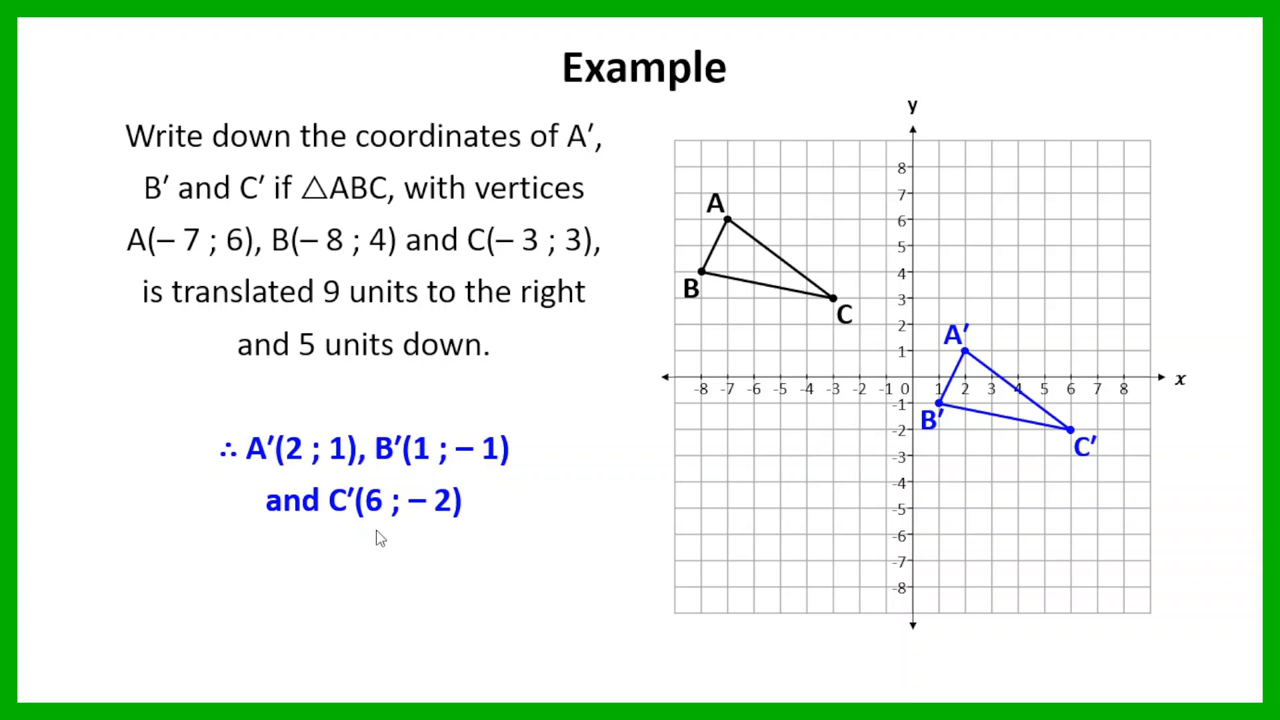 Example
Write down the coordinates of A′,
B′ and C′ if △ABC, with vertices
A(– 7 ; 6), B(– 8 ; 4) and C(– 3 ; 3),
is translated 9 units to the right
and 5 units down.
∴ A′(2 ; 1), B′(1 ; – 1)
and C′(6 ; – 2)
y
8
7
A
6
5
4
B
3
C
2
A′
1
x
-8 -7 -6 -5 -4 -3 -2 -1 0 1 2 3 4 5 6 7 8
-1
B′
-2
C′
-3
-4
-5
-6
-7
-8